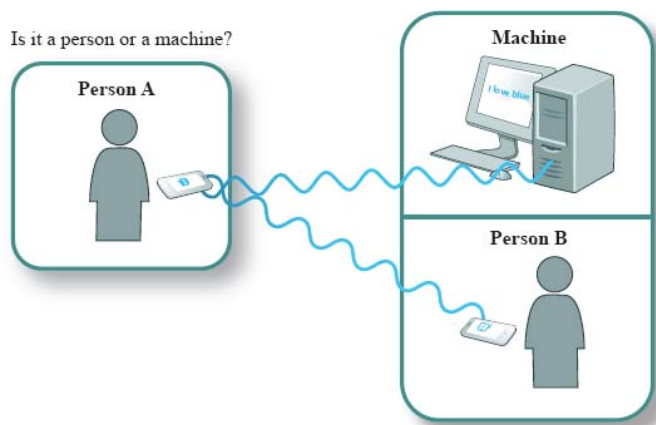 Is it a person or a machine?
Person A
Machine
I love blue
Person B